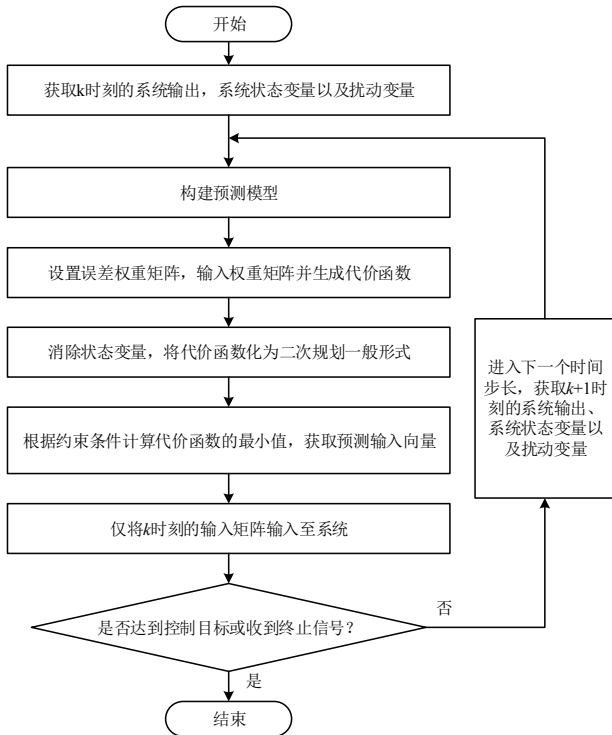 开始
获取k时刻的系统输出，系统状态变量以及扰动变量
构建预测模型
设置误差权重矩阵，输入权重矩阵并生成代价函数
消除状态变量，将代价函数化为二次规划一般形式
根据约束条件计算代价函数的最小值，获取预测输入向量
仅将k时刻的输入矩阵输入至系统
是否达到控制目标或收到终止信号？
否
是
结束
进入下一个时间
步长，获取k+1时
刻的系统输出、
系统状态变量以
及扰动变量